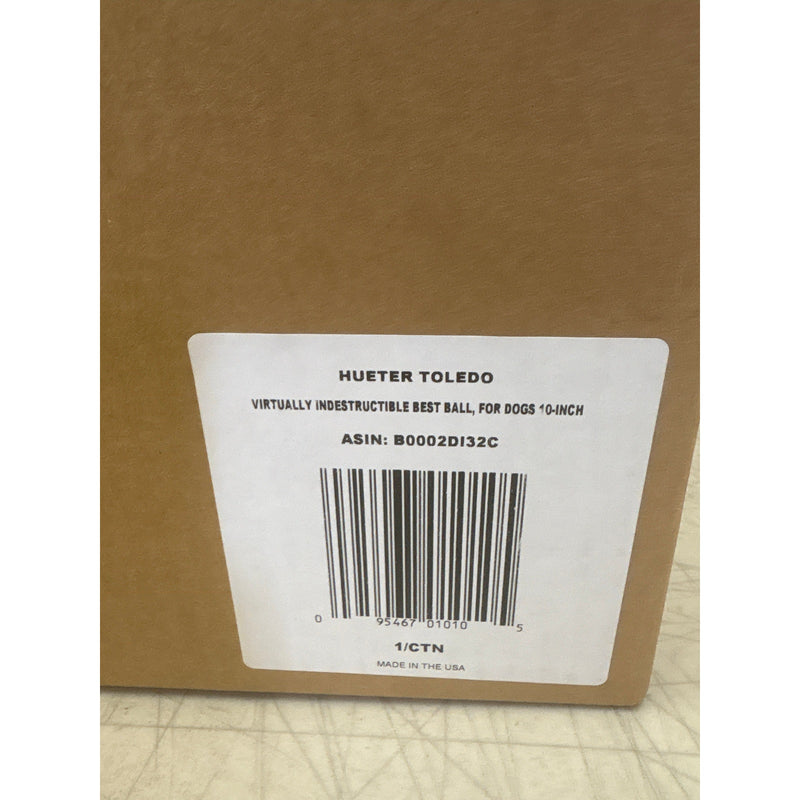 HUETER TOLEDO
VIRTUALLY INDESTRUCTIBLE BEST BALL, FOR DOGS 10-INCH
ASIN: B0002DI32C
0 95467 01010 5
1/CTN
MADE IN THE USA